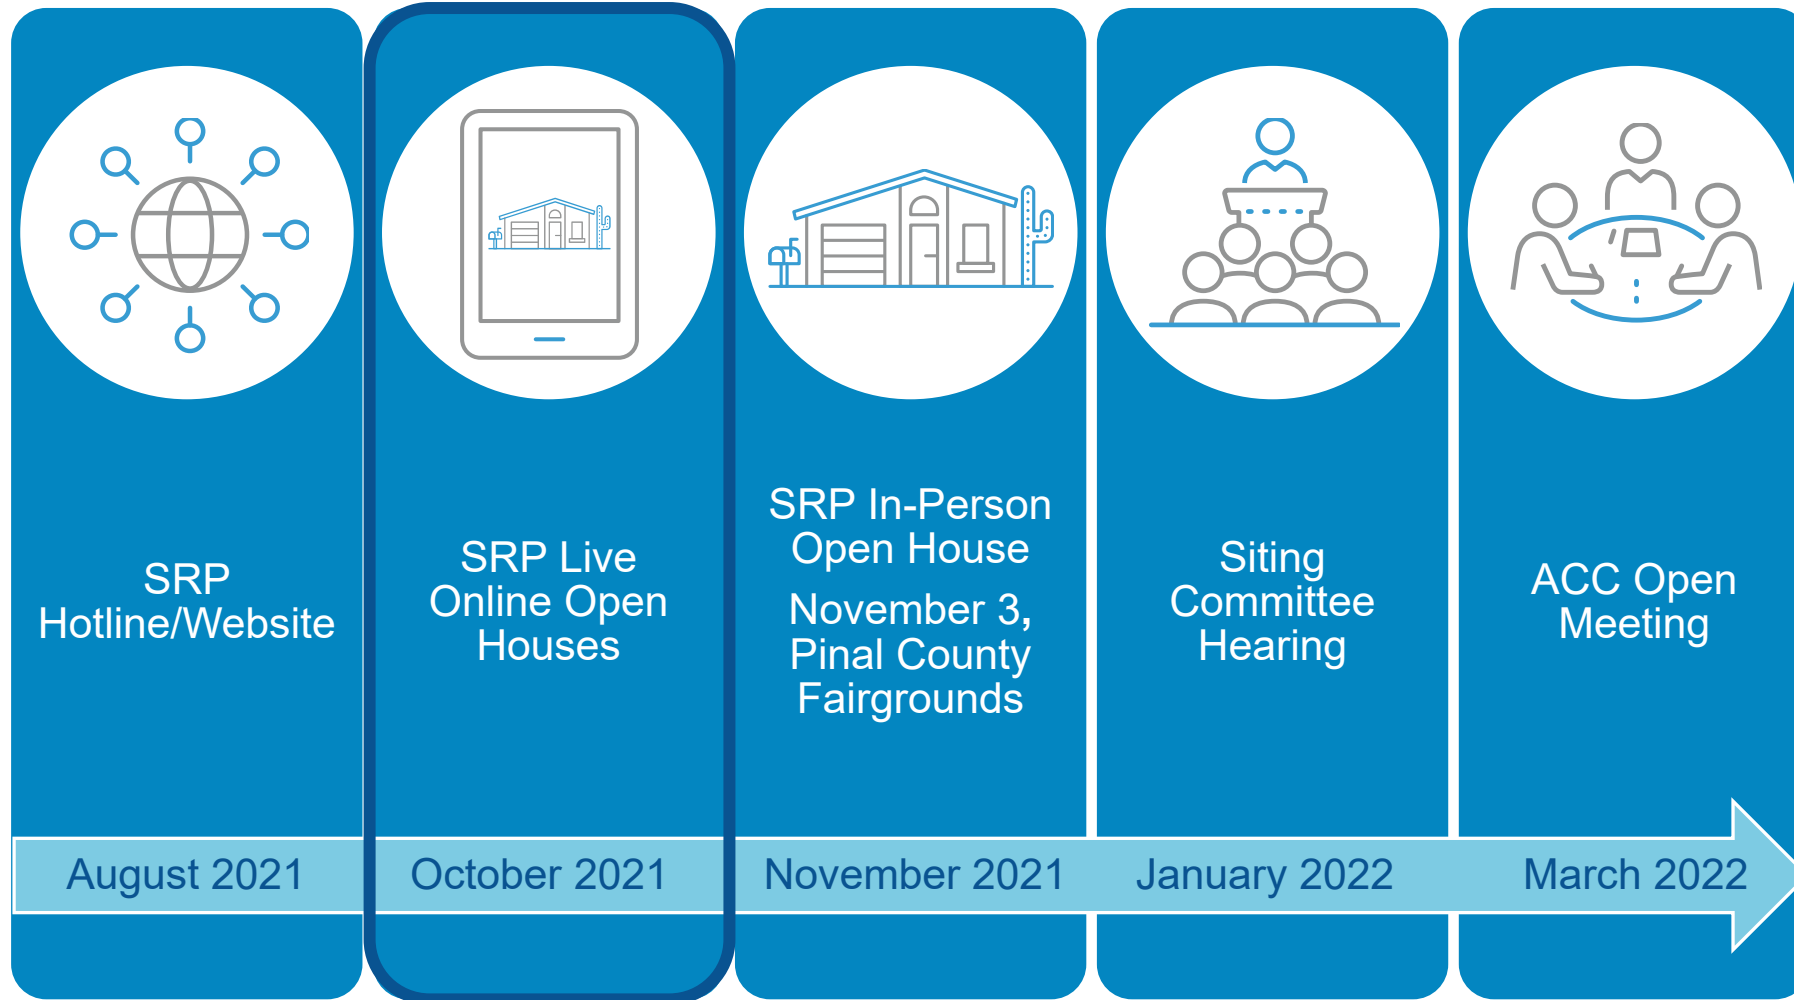 SRP
Hotline/Website
SRP Live
Online Open
Houses
SRP In-Person
Open House
November 3,
Pinal County
Fairgrounds
Siting
Committee
Hearing
ACC Open
Meeting
August 2021
October 2021
November 2021
January 2022
March 2022